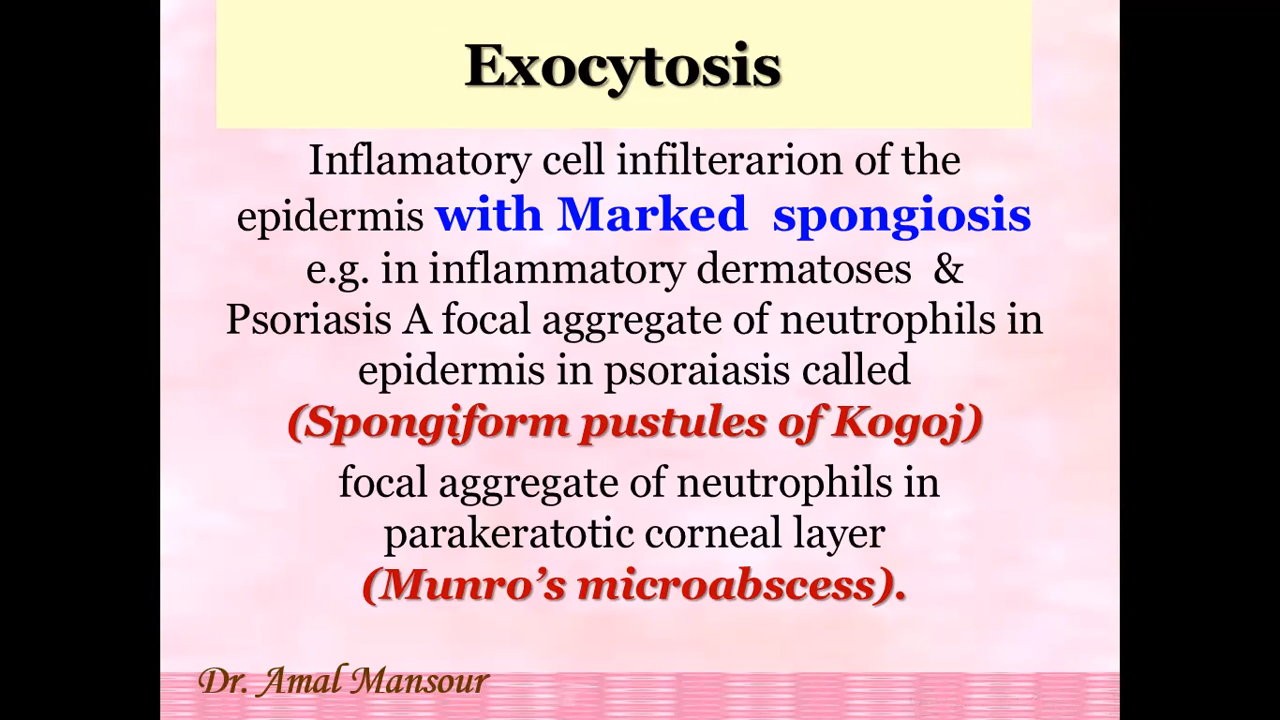 Exocytosis
Inflamatory cell infilterarion of the
epidermis with Marked spongiosis
e.g. in inflammatory dermatoses &
Psoriasis A focal aggregate of neutrophils in
epidermis in psoraiasis called
(Spongiform pustules of Kogoj)
focal aggregate of neutrophils in
parakeratotic corneal layer
(Munro's microabscess).
Dr. Amal Mansour